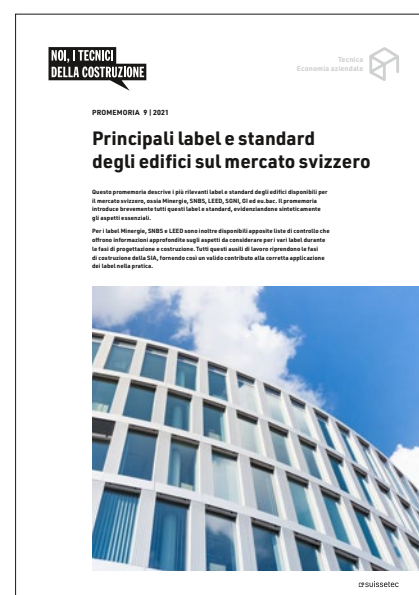 NOI, I TECNICI
DELLA COSTRUZIONE
Tecnica
Economia aziendale
PROMEMORIA 9 | 2021
Principali label e standard
degli edifici sul mercato svizzero
Questo promemoria descrive i più rilevanti label e standard degli edifici disponibili per
il mercato svizzero, ossia Minergie, SNBS, LEED, SGNI, GI ed eu.bac. Il promemoria
introduce brevemente tutti questi label e standard, evidenziandone sinteticamente
gli aspetti essenziali.
Per i label Minergie, SNBS e LEED sono inoltre disponibili apposite liste di controllo che
offrono informazioni approfondite sugli aspetti da considerare per i vari label durante
le fasi di progettazione e costruzione. Tutti questi ausili di lavoro riprendono le fasi
di costruzione della SIA, fornendo così un valido contributo alla corretta applicazione
dei label nella pratica.
suissetec